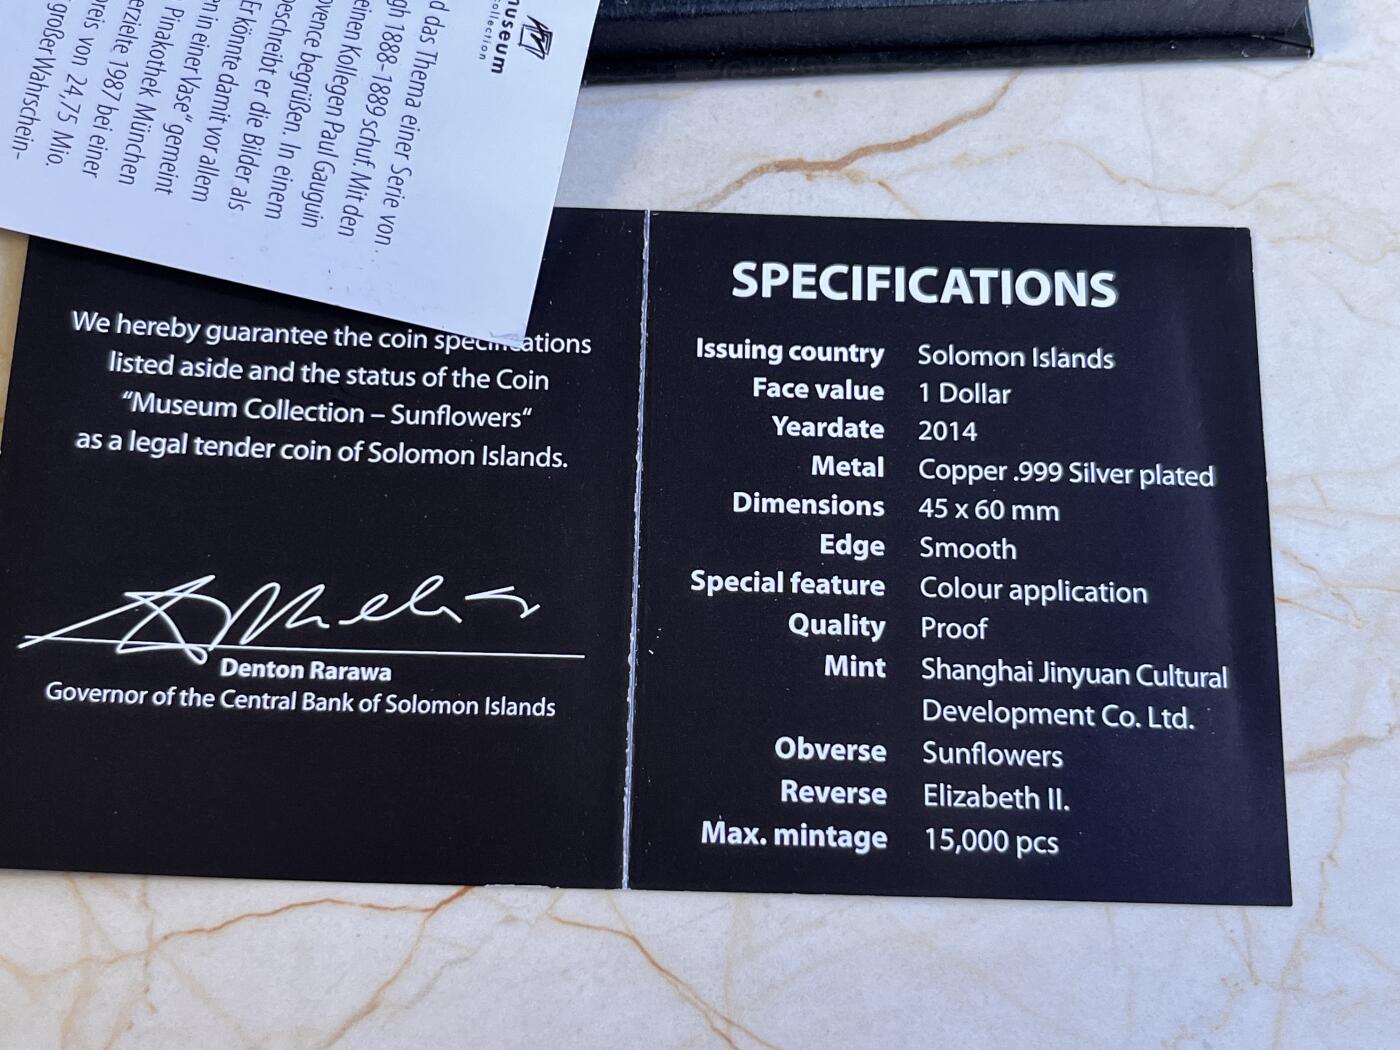 museum
collection
d das Thema einer Serie von
gh 1888-1889 schuf. Mit den
einen Kollegen Paul Gauguin
ovence begrüßen. In einem
eschreibt er die Bilder als
Er könnte damit vor allem
n in einer Vase" gemeint
Pinakothek München
erzielte 1987 bei einer
reis von 24,75 Mio.
großer Wahrschein-
We hereby guarantee the coin specifications
listed aside and the status of the Coin
“Museum Collection – Sunflowers“
as a legal tender coin of Solomon Islands.
Denton Rarawa
Governor of the Central Bank of Solomon Islands
SPECIFICATIONS
Issuing country Solomon Islands
Face value 1 Dollar
Yeardate 2014
Metal Copper .999 Silver plated
Dimensions 45 x 60 mm
Edge Smooth
Special feature Colour application
Quality Proof
Mint Shanghai Jinyuan Cultural
Development Co. Ltd.
Obverse Sunflowers
Reverse Elizabeth II.
Max. mintage 15,000 pcs